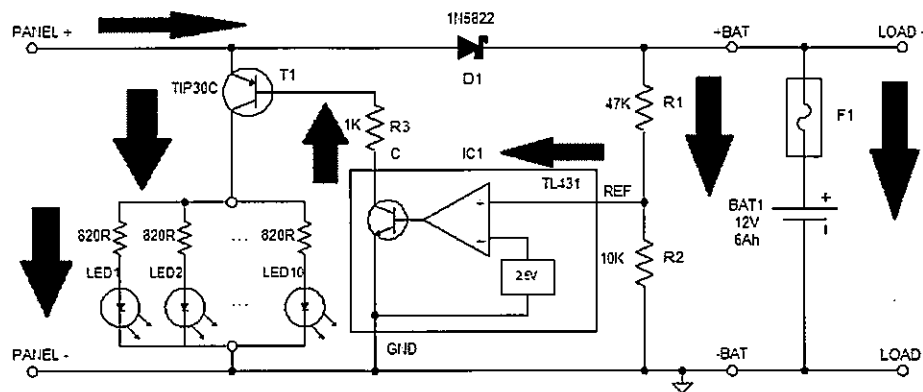 1N5822
PANEL +
+BAT
LOAD +
D1
T1
TIP30C
47K
R1
F1
1K
R3
C
IC1
TL431
REF
BAT1
12V
6Ah
+
820R
820R
...
820R
+
-
2.5V
10K
R2
LED1
LED2
...
LED10
GND
PANEL -
-BAT
LOAD